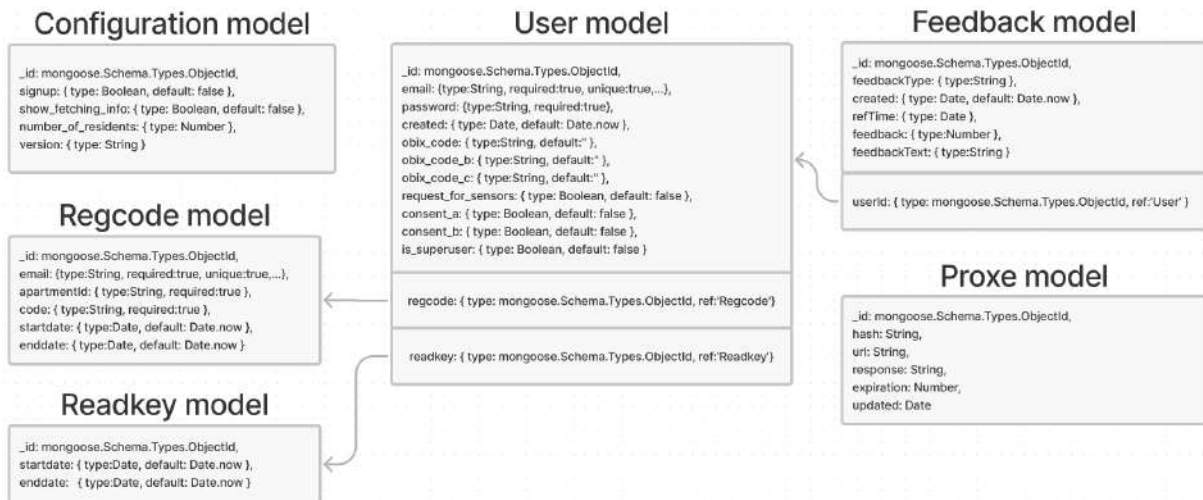 Configuration model
_id: mongoose.Schema.Types.ObjectId,
signup: { type: Boolean, default: false },
show_fetching_info: { type: Boolean, default: false },
number_of_residents: { type: Number },
version: { type: String }
Regcode model
_id: mongoose.Schema.Types.ObjectId,
email: {type:String, required:true, unique:true,...},
apartmentId: { type:String, required:true },
code: { type:String, required:true },
startdate: { type:Date, default: Date.now },
enddate: { type:Date, default: Date.now }
Readkey model
_id: mongoose.Schema.Types.ObjectId,
startdate: { type:Date, default: Date.now },
enddate: { type:Date, default: Date.now }
User model
_id: mongoose.Schema.Types.ObjectId,
email: {type:String, required:true, unique:true,...},
password: {type:String, required:true},
created: { type: Date, default: Date.now },
obix_code: { type:String, default:'' },
obix_code_b: { type:String, default:'' },
obix_code_c: { type:String, default:'' },
request_for_sensors: { type: Boolean, default: false },
consent_a: { type: Boolean, default: false },
consent_b: { type: Boolean, default: false },
is_superuser: { type: Boolean, default: false }
regcode: { type: mongoose.Schema.Types.ObjectId, ref:'Regcode'}
readkey: { type: mongoose.Schema.Types.ObjectId, ref:'Readkey'}
Feedback model
_id: mongoose.Schema.Types.ObjectId,
feedbackType: { type:String },
created: { type: Date, default: Date.now },
refTime: { type: Date },
feedback: { type:Number },
feedbackText: { type:String }
userId: { type: mongoose.Schema.Types.ObjectId, ref:'User' }
Proxe model
_id: mongoose.Schema.Types.ObjectId,
hash: String,
url: String,
response: String,
expiration: Number,
updated: Date